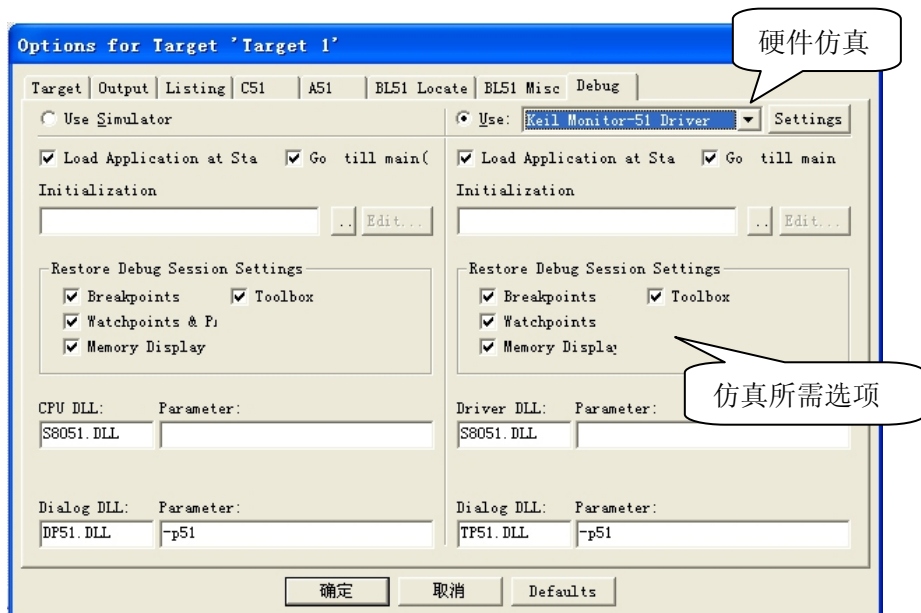 硬件仿真
Options for Target 'Target 1'
Target Output Listing C51 A51 BL51 Locate BL51 Misc Debug
Use Simulator
Use: Keil Monitor-51 Driver Settings
Load Application at Sta Go till main(
Load Application at Sta Go till main
Initialization
Initialization
.. Edit...
.. Edit...
Restore Debug Session Settings
Breakpoints Toolbox
Watchpoints & P
Memory Display
Restore Debug Session Settings
Breakpoints Toolbox
Watchpoints
Memory Displa
仿真所需选项
CPU DLL: Parameter:
S8051.DLL
Driver DLL: Parameter:
S8051.DLL
Dialog DLL: Parameter:
DP51.DLL -p51
Dialog DLL: Parameter:
TP51.DLL -p51
确定 取消 Defaults